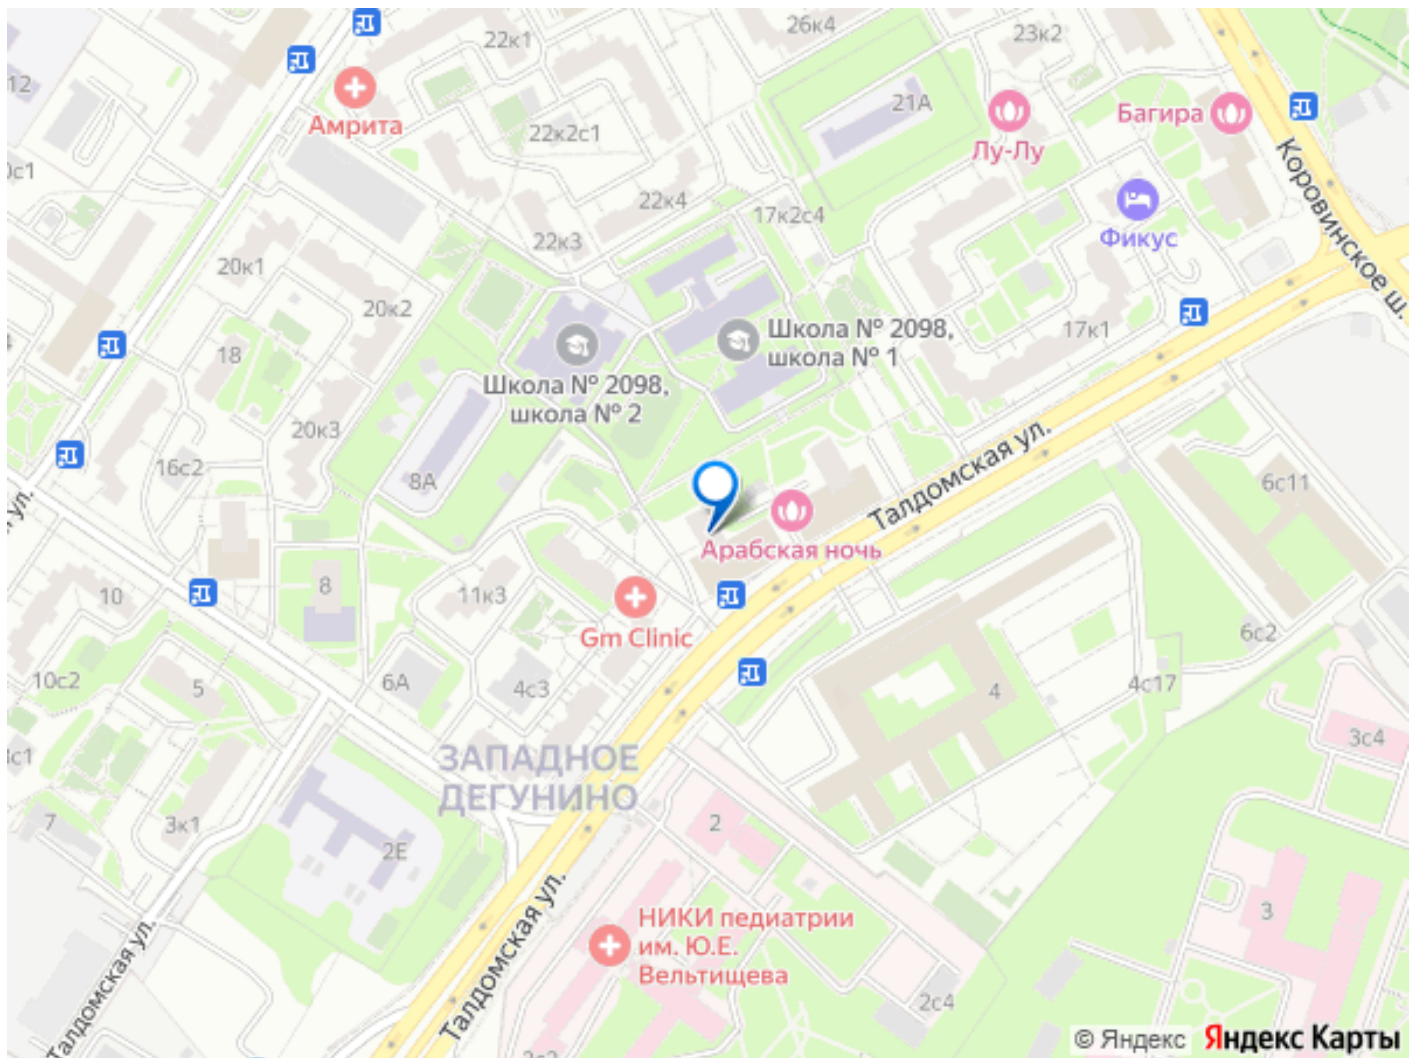 22к1
26к4
23к2
12
21А
Амрита
Багира
22к2с1
Лу-Лу
Коровинское ш.
0с1
22к4
17к2с4
Фикус
22к3
20к1
20к2
17к1
Школа № 2098,
школа № 1
18
Школа № 2098,
школа № 2
20к3
Талдомская ул.
16с2
8А
6с11
ул.
Арабская ночь
8
10
11к3
Gm Clinic
6с2
10с2
5
6А
4с3
4
4с17
3с4
ЗАПАДНОЕ
ДЕГУНИНО
7
3к1
2
2Е
Талдомская ул.
Талдомская ул.
НИКИ педиатрии
им. Ю.Е.
Вельтищева
3
2с4
© Яндекс Яндекс Карты